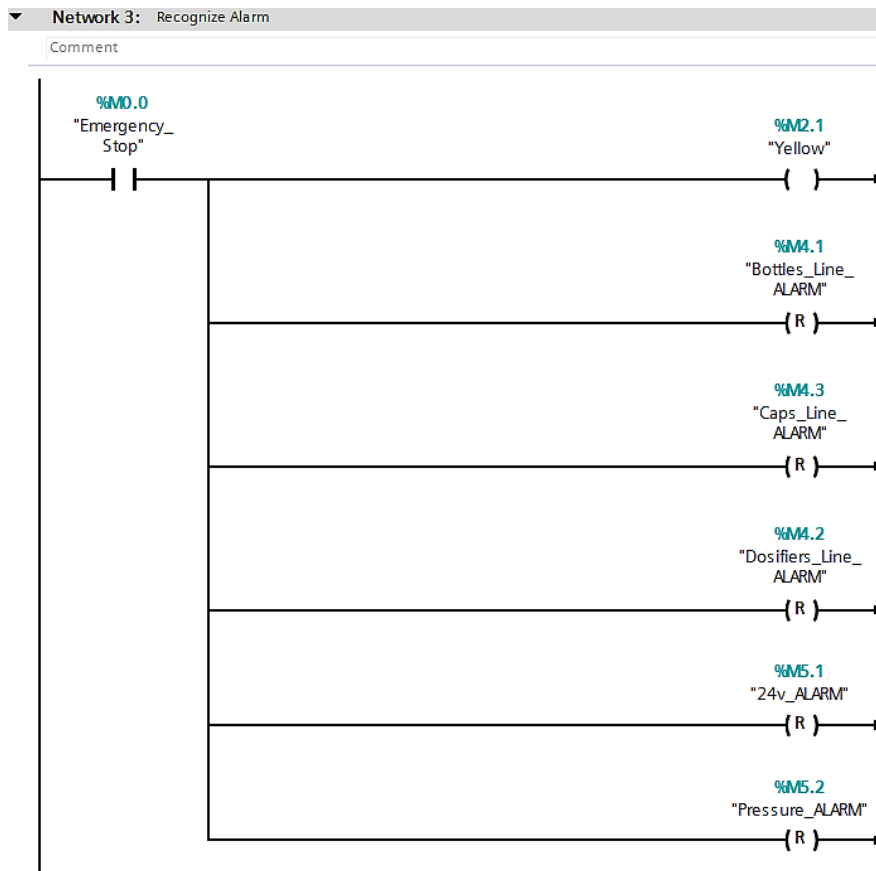 Network 3: Recognize Alarm
Comment
%M0.0
"Emergency_
Stop"
%M2.1
"Yellow"
%M4.1
"Bottles_Line_
ALARM"
R
%M4.3
"Caps_Line_
ALARM"
R
%M4.2
"Dosifiers_Line_
ALARM"
R
%M5.1
"24v_ALARM"
R
%M5.2
"Pressure_ALARM"
R